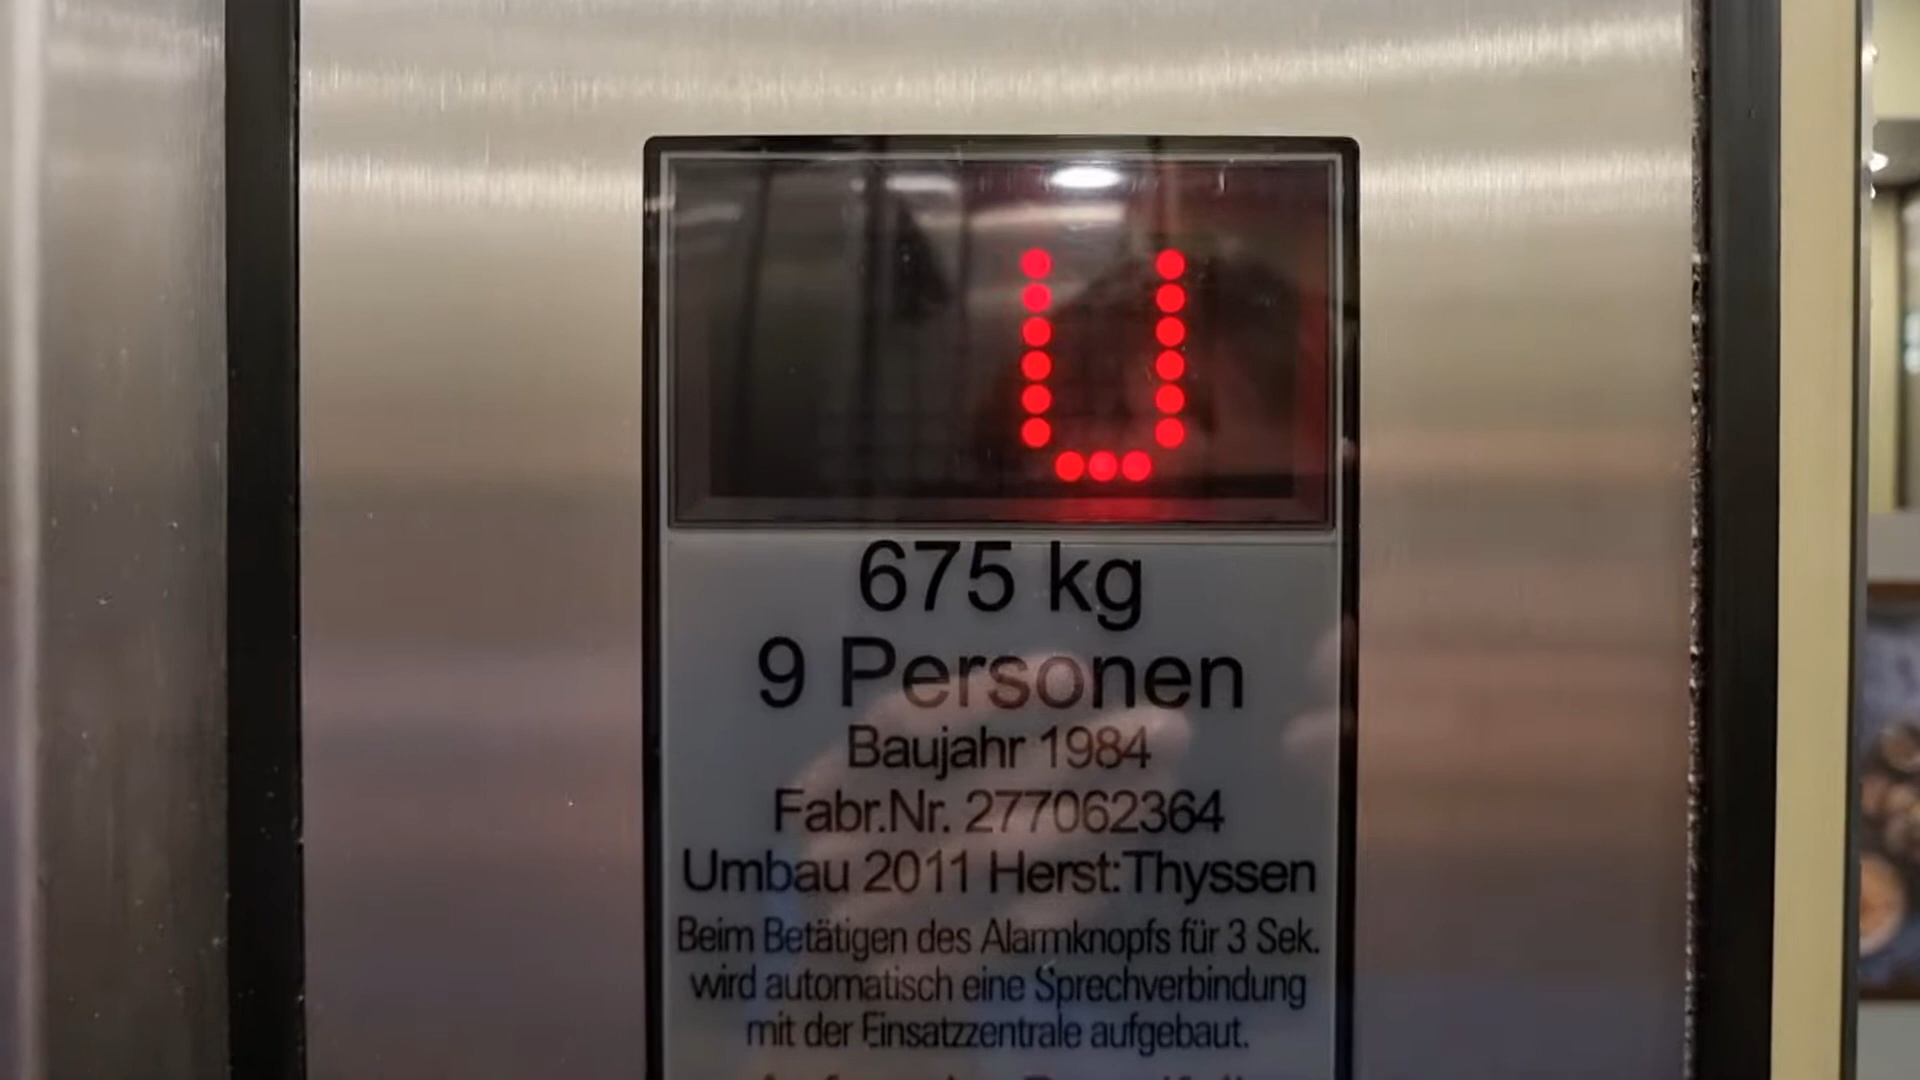 U
675 kg
9 Personen
Baujahr 1984
Fabr.Nr. 277062364
Umbau 2011 Herst:Thyssen
Beim Betätigen des Alarmknopfs für 3 Sek.
wird automatisch eine Sprechverbindung
mit der Einsatzzentrale aufgebaut.